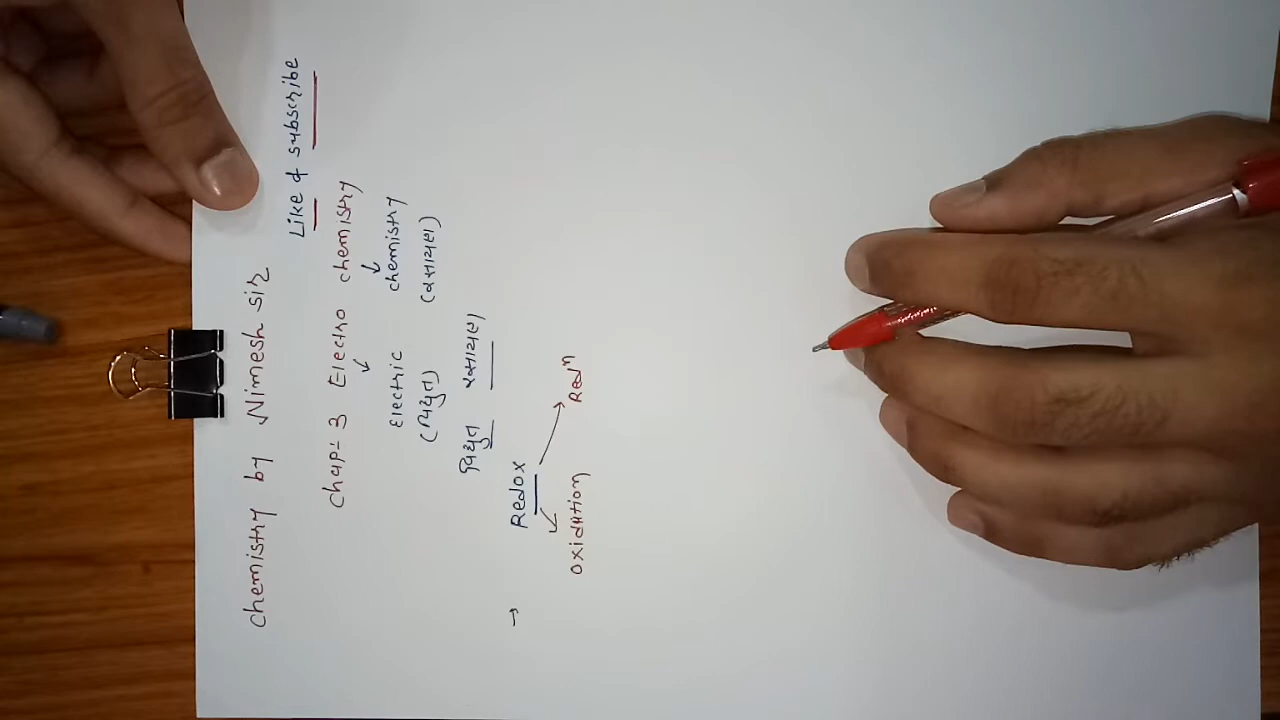 Chemistry by Nimesh sir
Like & subscribe
Chap:- 3 Electro chemistry
Electric chemistry
(વિદ્યુત) (રસાયણ)
વિદ્યુત રસાયણ
→ Redox
Oxidation Redⁿ